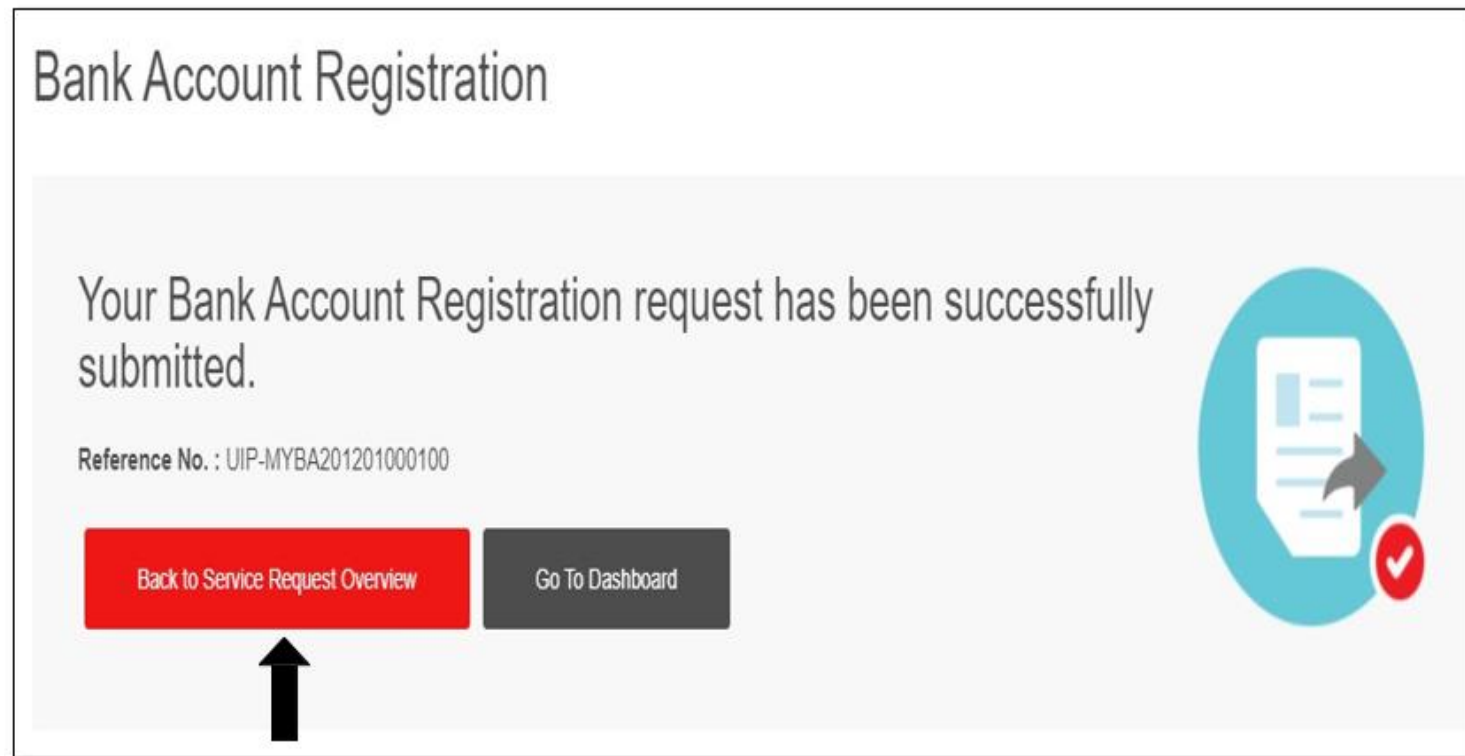 Bank Account Registration
Your Bank Account Registration request has been successfully
submitted.
Reference No. : UIP-MYBA201201000100
Back to Service Request Overview
Go To Dashboard